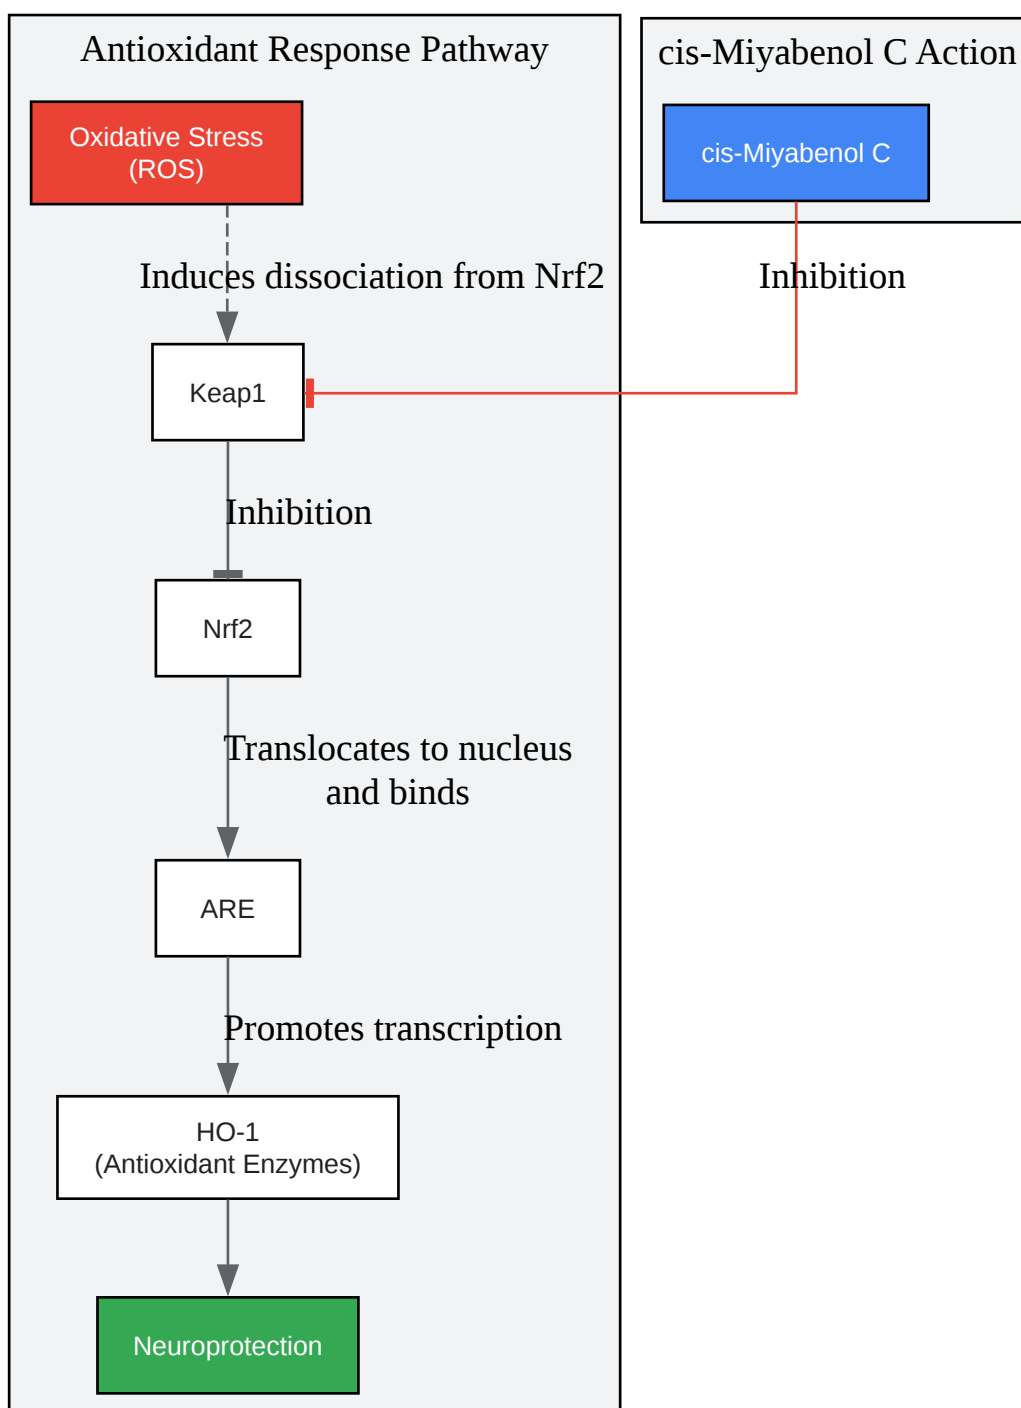 Antioxidant Response Pathway
cis-Miyabenol C Action
Oxidative Stress
(ROS)
cis-Miyabenol C
Induces dissociation from Nrf2
Inhibition
Keap1
Inhibition
Nrf2
Translocates to nucleus
and binds
ARE
Promotes transcription
HO-1
(Antioxidant Enzymes)
Neuroprotection